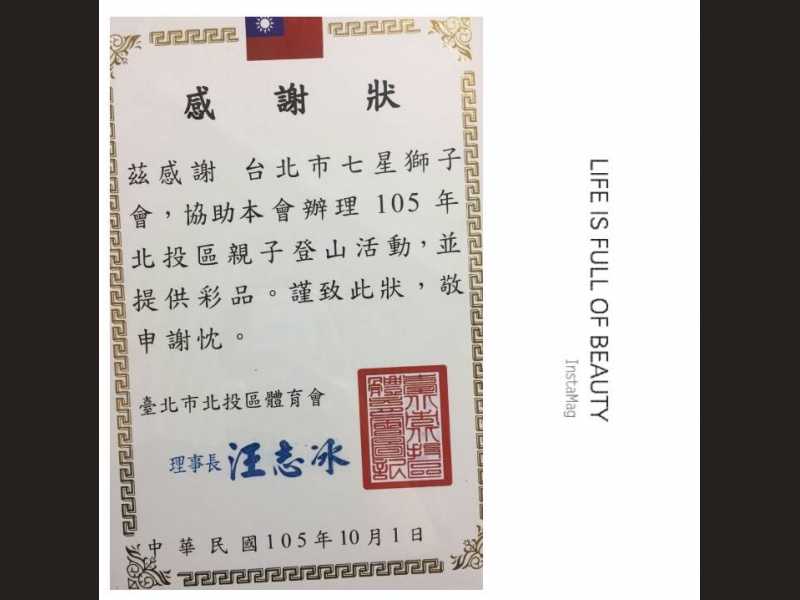 感謝狀
茲感謝 台北市七星獅子
會，協助本會辦理 105 年
北投區親子登山活動，並
提供彩品。謹致此狀，敬
申謝忱。
臺北市北投區體育會
理事長 汪志冰
中華民國105年10月1日
LIFE IS FULL OF BEAUTY
InstaMag